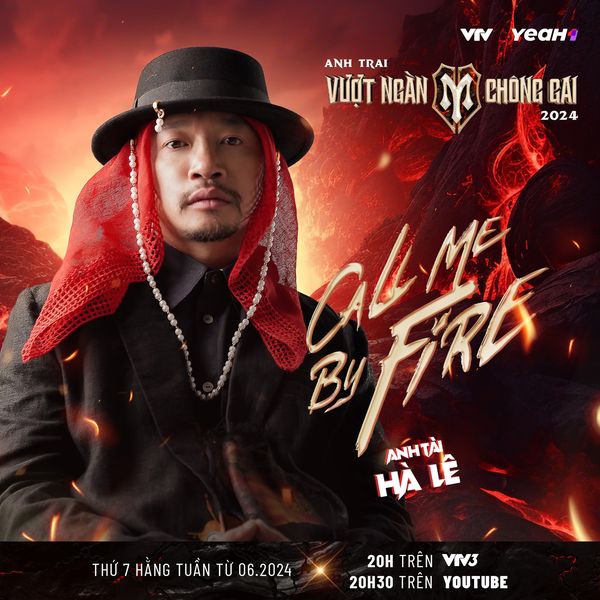 VTV YEAH1
ANH TRAI
VƯỢT NGÀN CHÔNG GAI
2024
CALL ME
BY FIRE
ANH TÀI
HÀ LÊ
THỨ 7 HẰNG TUẦN TỪ 06.2024
20H TRÊN VTV3
20H30 TRÊN YOUTUBE